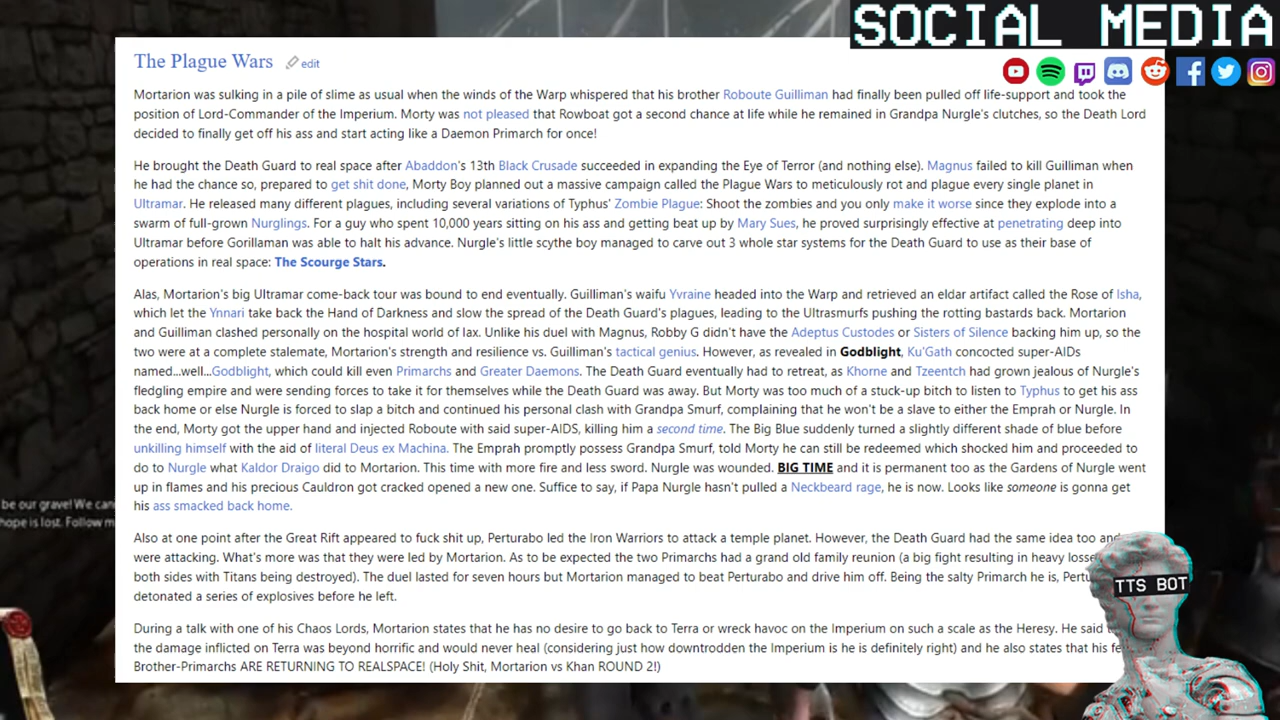 SOCIAL MEDIA
The Plague Wars edit
Mortarion was sulking in a pile of slime as usual when the winds of the Warp whispered that his brother Roboute Guilliman had finally been pulled off life-support and took the
position of Lord-Commander of the Imperium. Morty was not pleased that Rowboat got a second chance at life while he remained in Grandpa Nurgle's clutches, so the Death Lord
decided to finally get off his ass and start acting like a Daemon Primarch for once!
He brought the Death Guard to real space after Abaddon's 13th Black Crusade succeeded in expanding the Eye of Terror (and nothing else). Magnus failed to kill Guilliman when
he had the chance so, prepared to get shit done, Morty Boy planned out a massive campaign called the Plague Wars to meticulously rot and plague every single planet in
Ultramar. He released many different plagues, including several variations of Typhus' Zombie Plague: Shoot the zombies and you only make it worse since they explode into a
swarm of full-grown Nurglings. For a guy who spent 10,000 years sitting on his ass and getting beat up by Mary Sues, he proved surprisingly effective at penetrating deep into
Ultramar before Gorillaman was able to halt his advance. Nurgle's little scythe boy managed to carve out 3 whole star systems for the Death Guard to use as their base of
operations in real space: The Scourge Stars.
Alas, Mortarion's big Ultramar come-back tour was bound to end eventually. Guilliman's waifu Yvraine headed into the Warp and retrieved an eldar artifact called the Rose of Isha,
which let the Ynnari take back the Hand of Darkness and slow the spread of the Death Guard's plagues, leading to the Ultrasmurfs pushing the rotting bastards back. Mortarion
and Guilliman clashed personally on the hospital world of Iax. Unlike his duel with Magnus, Robby G didn't have the Adeptus Custodes or Sisters of Silence backing him up, so the
two were at a complete stalemate, Mortarion's strength and resilience vs. Guilliman's tactical genius. However, as revealed in Godblight, Ku'Gath concocted super-AIDs
named...well...Godblight, which could kill even Primarchs and Greater Daemons. The Death Guard eventually had to retreat, as Khorne and Tzeentch had grown jealous of Nurgle's
fledgling empire and were sending forces to take it for themselves while the Death Guard was away. But Morty was too much of a stuck-up bitch to listen to Typhus to get his ass
back home or else Nurgle is forced to slap a bitch and continued his personal clash with Grandpa Smurf, complaining that he won't be a slave to either the Emprah or Nurgle. In
the end, Morty got the upper hand and injected Roboute with said super-AIDS, killing him a second time. The Big Blue suddenly turned a slightly different shade of blue before
unkilling himself with the aid of literal Deus ex Machina. The Emprah promptly possess Grandpa Smurf, told Morty he can still be redeemed which shocked him and proceeded to
do to Nurgle what Kaldor Draigo did to Mortarion. This time with more fire and less sword. Nurgle was wounded. BIG TIME and it is permanent too as the Gardens of Nurgle went
up in flames and his precious Cauldron got cracked opened a new one. Suffice to say, if Papa Nurgle hasn't pulled a Neckbeard rage, he is now. Looks like someone is gonna get
his ass smacked back home.
be our grave! We can
hope is lost. Follow m
Also at one point after the Great Rift appeared to fuck shit up, Perturabo led the Iron Warriors to attack a temple planet. However, the Death Guard had the same idea too and
were attacking. What's more was that they were led by Mortarion. As to be expected the two Primarchs had a grand old family reunion (a big fight resulting in heavy losses
both sides with Titans being destroyed). The duel lasted for seven hours but Mortarion managed to beat Perturabo and drive him off. Being the salty Primarch he is, Pertu
detonated a series of explosives before he left.
During a talk with one of his Chaos Lords, Mortarion states that he has no desire to go back to Terra or wreck havoc on the Imperium on such a scale as the Heresy. He said
the damage inflicted on Terra was beyond horrific and would never heal (considering just how downtrodden the Imperium is he is definitely right) and he also states that his fe
Brother-Primarchs ARE RETURNING TO REALSPACE! (Holy Shit, Mortarion vs Khan ROUND 2!)
TTS BOT